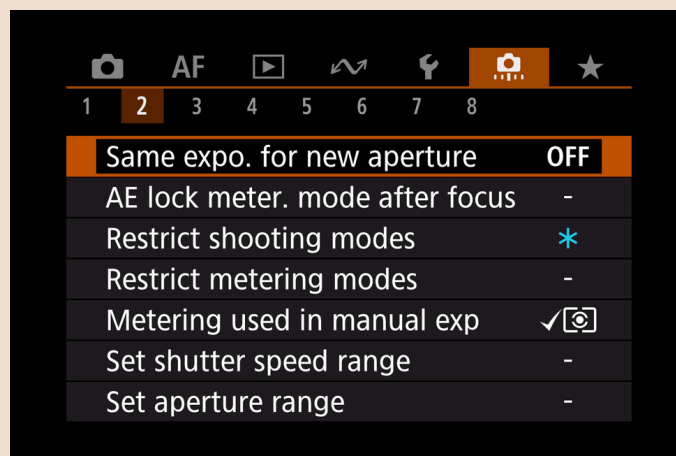 AF
1 2 3 4 5 6 7 8
Same expo. for new aperture OFF
AE lock meter. mode after focus -
Restrict shooting modes *
Restrict metering modes -
Metering used in manual exp ✓
Set shutter speed range -
Set aperture range -